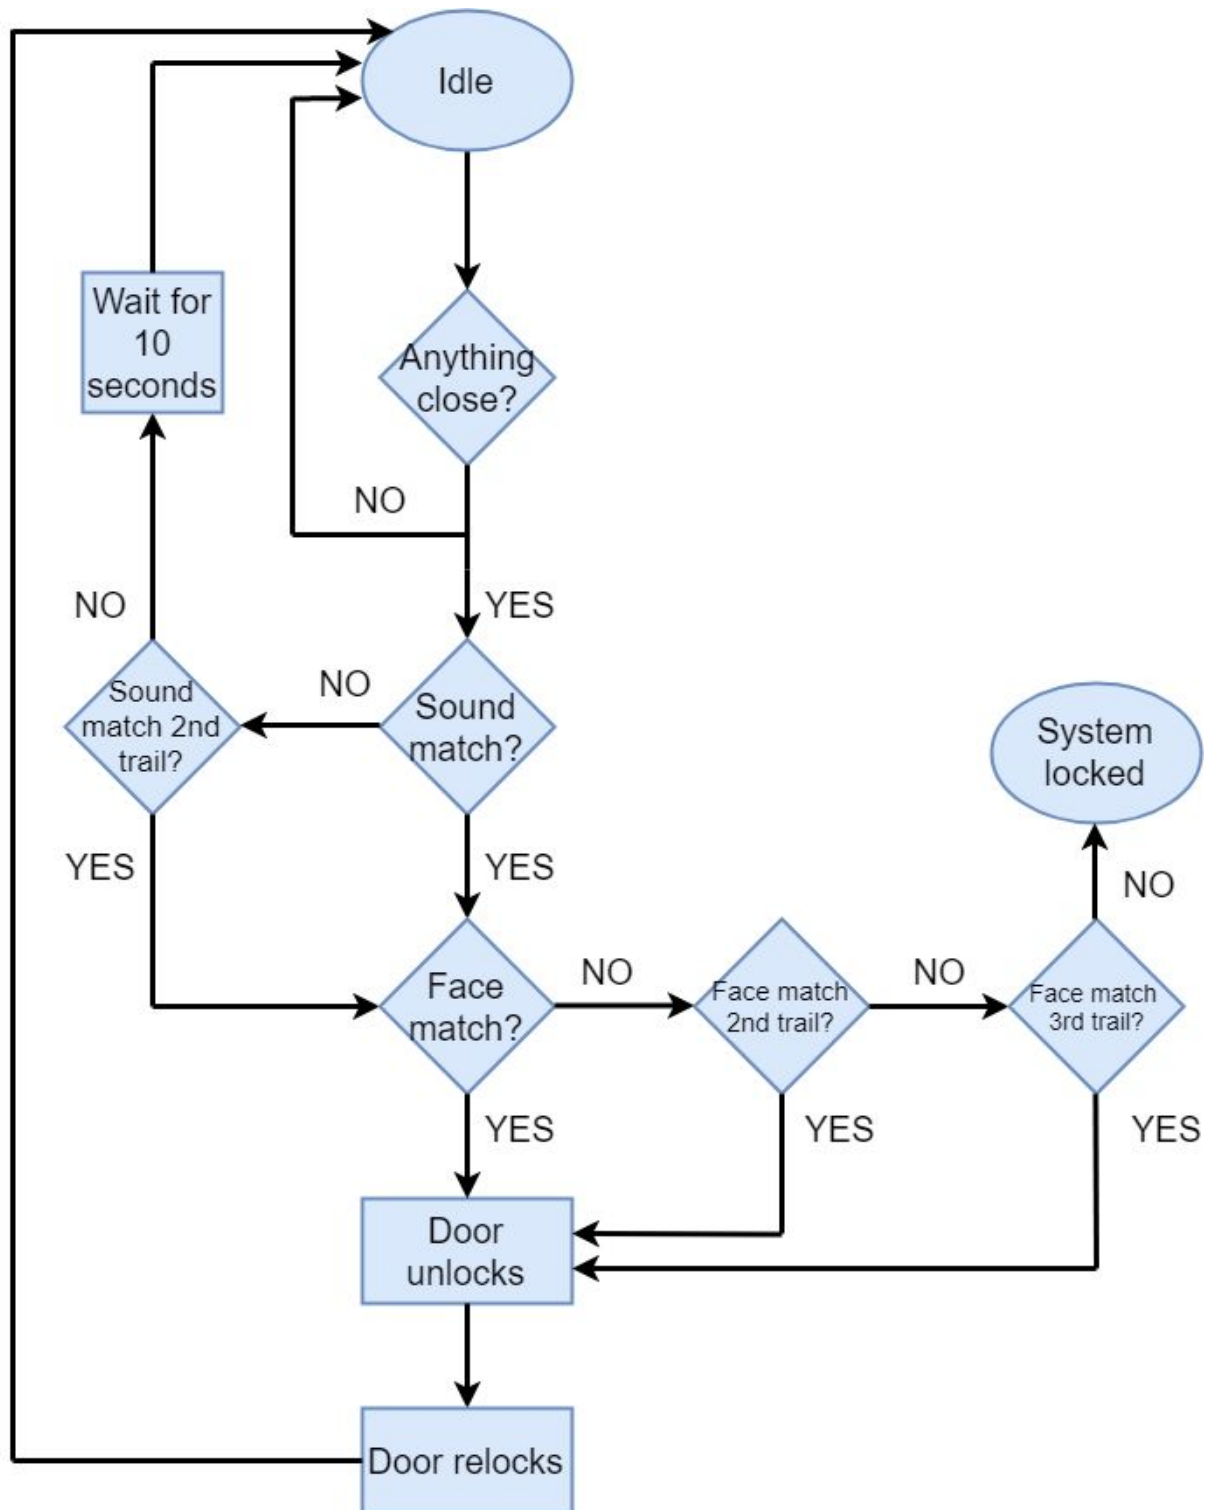 Idle
Wait for
10
seconds
Anything
close?
NO
NO
YES
Sound
match 2nd
trail?
NO
Sound
match?
System
locked
YES
YES
NO
Face
match?
NO
Face match
2nd trail?
NO
Face match
3rd trail?
YES
YES
YES
Door
unlocks
Door relocks